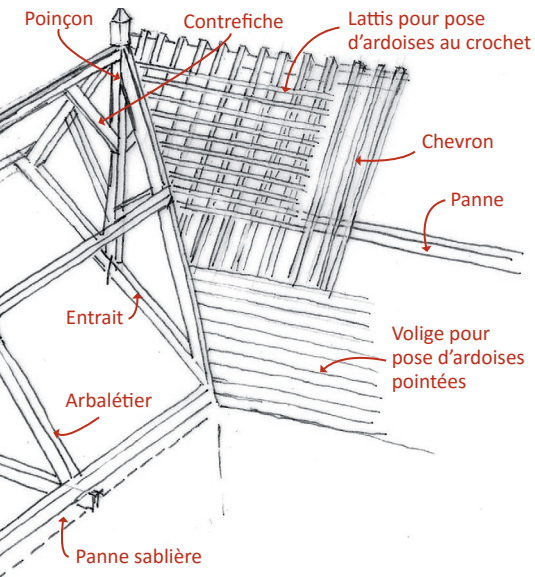 Poinçon
Contrefiche
Lattis pour pose
d'ardoises au crochet
Chevron
Panne
Entrait
Volige pour
pose d'ardoises
pointées
Arbalétier
Panne sablière